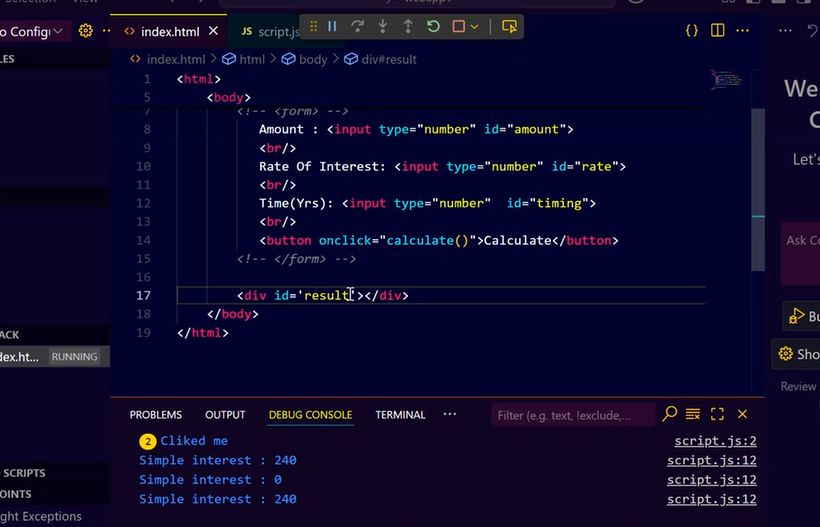 o Config
index.html
JS script.js
index.html > html > body > div#result
1 <html>
5 <body>
7 <!-- <form> -->
8 Amount : <input type="number" id="amount">
9 <br/>
10 Rate Of Interest: <input type="number" id="rate">
11 <br/>
12 Time(Yrs): <input type="number"  id="timing">
13 <br/>
14 <button onclick="calculate()">Calculate</button>
15 <!-- </form> -->
16
17 <div id='result'></div>
18 </body>
19 </html>
LES
ACK
dex.ht... RUNNING
SCRIPTS
OINTS
ght Exceptions
PROBLEMS OUTPUT DEBUG CONSOLE TERMINAL ...
Filter (e.g. text, !exclude,...
2 Cliked me script.js:2
Simple interest : 240 script.js:12
Simple interest : 0 script.js:12
Simple interest : 240 script.js:12
We
C
Let's
Ask Co
Bu
Sho
Review